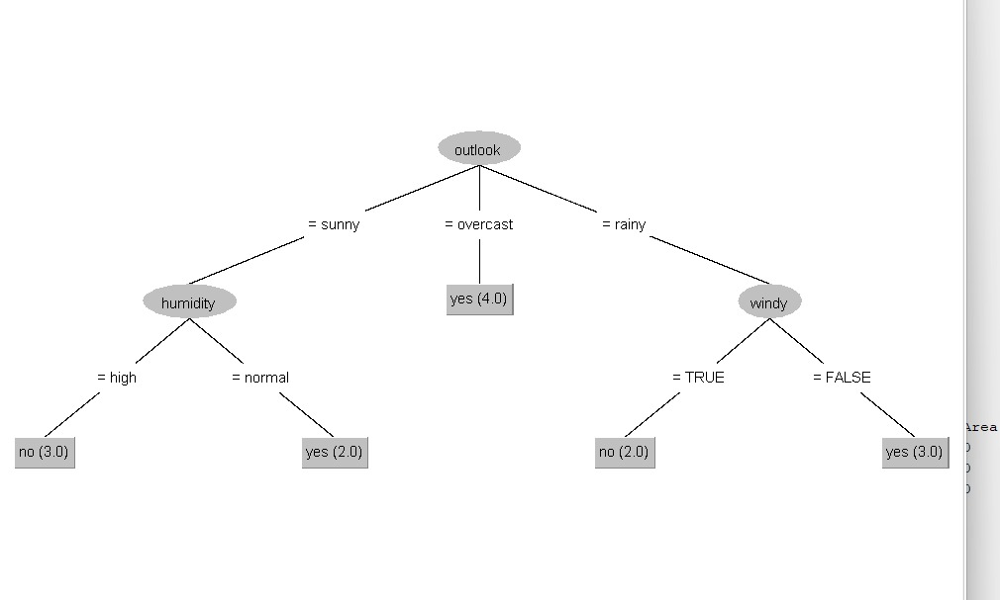 outlook
= sunny = overcast = rainy
humidity yes (4.0) windy
= high = normal = TRUE = FALSE
Area
no (3.0) yes (2.0) no (2.0) yes (3.0)